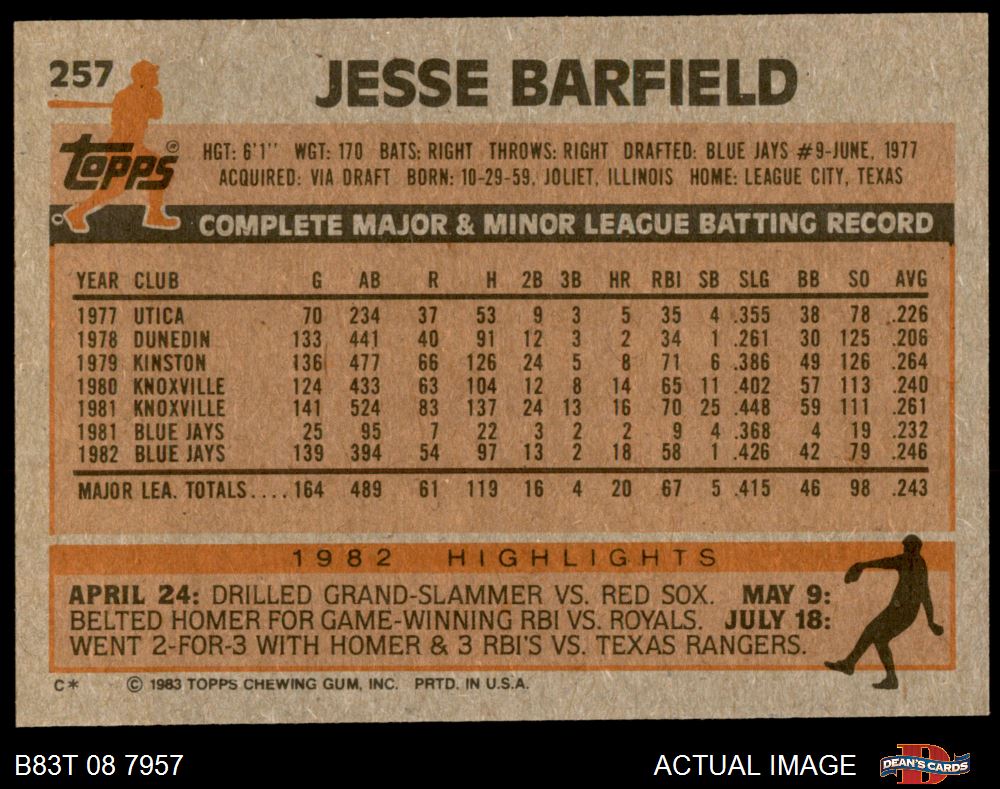 257
JESSE BARFIELD
Topps®
HGT: 6'1" WGT: 170 BATS: RIGHT THROWS: RIGHT DRAFTED: BLUE JAYS #9-JUNE, 1977
ACQUIRED: VIA DRAFT BORN: 10-29-59, JOLIET, ILLINOIS HOME: LEAGUE CITY, TEXAS
COMPLETE MAJOR & MINOR LEAGUE BATTING RECORD
YEAR CLUB G AB R H 2B 3B HR RBI SB SLG BB SO AVG
1977 UTICA 70 234 37 53 9 3 5 35 4 .355 38 78 .226
1978 DUNEDIN 133 441 40 91 12 3 2 34 1 .261 30 125 .206
1979 KINSTON 136 477 66 126 24 5 8 71 6 .386 49 126 .264
1980 KNOXVILLE 124 433 63 104 12 8 14 65 11 .402 57 113 .240
1981 KNOXVILLE 141 524 83 137 24 13 16 70 25 .448 59 111 .261
1981 BLUE JAYS 25 95 7 22 3 2 2 9 4 .368 4 19 .232
1982 BLUE JAYS 139 394 54 97 13 2 18 58 1 .426 42 79 .246
MAJOR LEA. TOTALS....164 489 61 119 16 4 20 67 5 .415 46 98 .243
1982 HIGHLIGHTS
APRIL 24: DRILLED GRAND-SLAMMER VS. RED SOX. MAY 9:
BELTED HOMER FOR GAME-WINNING RBI VS. ROYALS. JULY 18:
WENT 2-FOR-3 WITH HOMER & 3 RBI'S VS. TEXAS RANGERS.
C* © 1983 TOPPS CHEWING GUM, INC. PRTD. IN U.S.A.
B83T 08 7957
ACTUAL IMAGE
DEAN'S CARDS